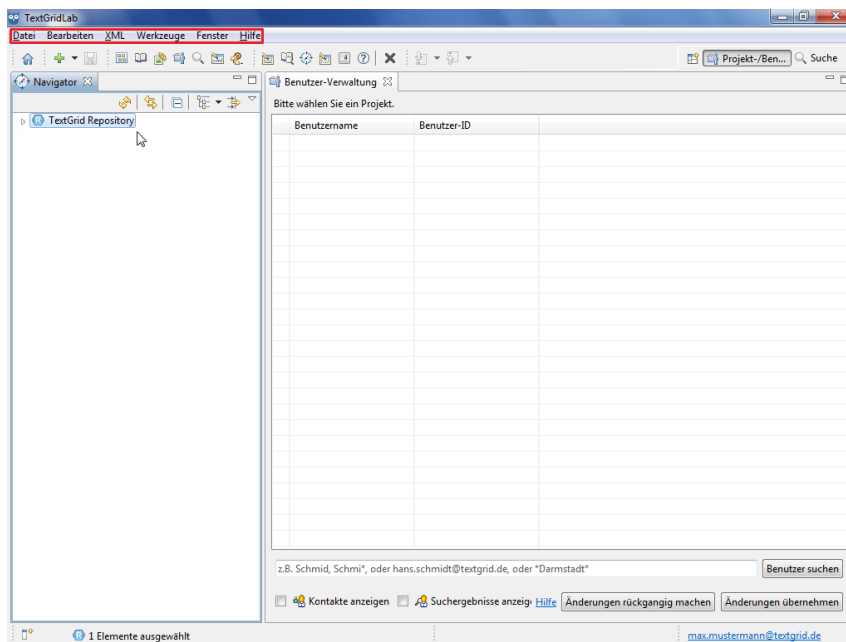 TextGridLab
Datei Bearbeiten XML Werkzeuge Fenster Hilfe
Projekt-/Ben... Suche
Navigator
Benutzer-Verwaltung
TextGrid Repository
Bitte wählen Sie ein Projekt.
Benutzername Benutzer-ID
z.B. Schmid, Schmi*, oder hans.schmidt@textgrid.de, oder "Darmstadt"
Benutzer suchen
Kontakte anzeigen Suchergebnisse anzeig Hilfe Änderungen rückgangig machen Änderungen übernehmen
1 Elemente ausgewählt
max.mustermann@textgrid.de